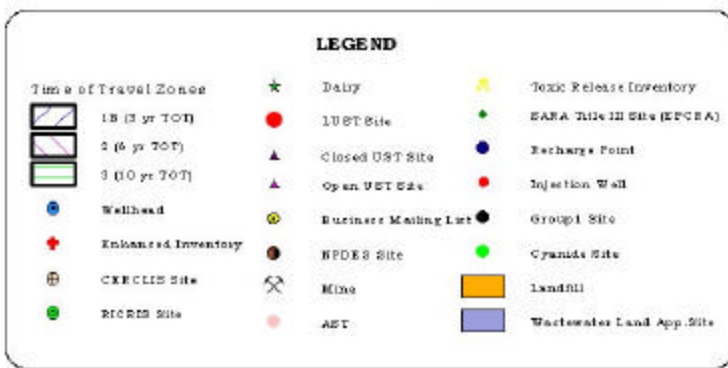 LEGEND
Time of Travel Zones
1B (3 yr TOT)
2 (6 yr TOT)
3 (10 yr TOT)
Wellhead
Enhanced Inventory
CERCLIS Site
RICRIS Site
Dairy
LUST Site
Closed UST Site
Open UST Site
Business Mailing List
NPDES Site
Mine
AST
Toxic Release Inventory
SARA Title III Site (EPCRA)
Recharge Point
Injection Well
Group1 Site
Cyanide Site
Landfill
Wastewater Land App. Site